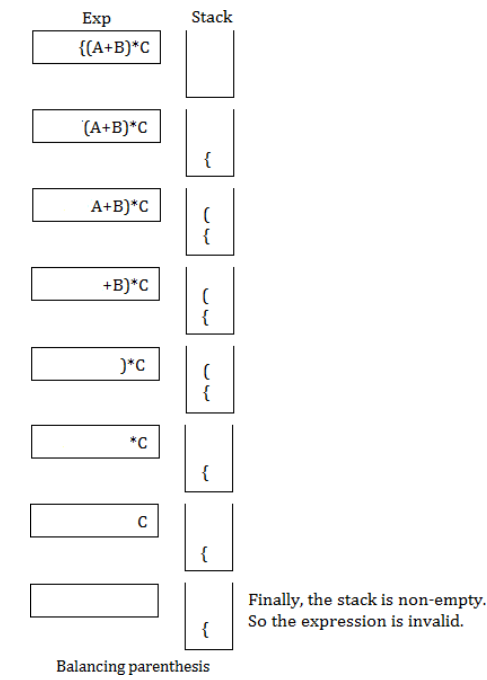 Exp Stack
{(A+B)*C
(A+B)*C
{
A+B)*C
(
{
+B)*C
(
{
)*C
(
{
*C
{
C
{
Finally, the stack is non-empty.
So the expression is invalid.
{
Balancing parenthesis